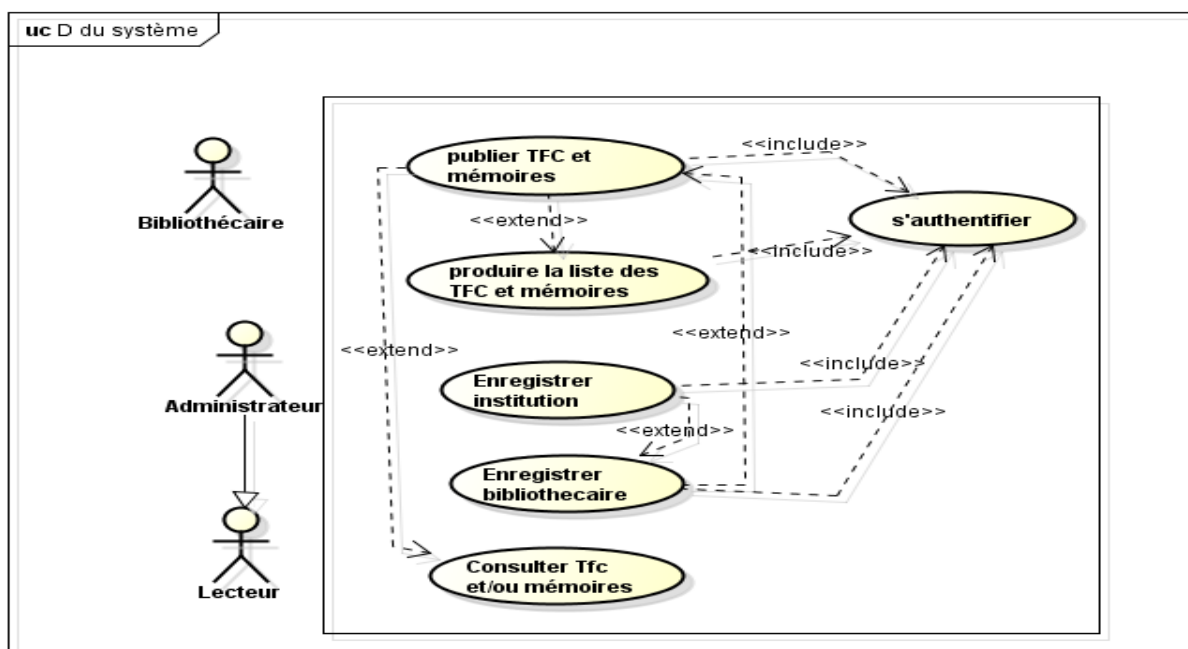 uc D du système
Bibliothécaire
publier TFC et
mémoires
<<include>>
s'authentifier
<<extend>>
<<include>>
produire la liste des
TFC et mémoires
<<extend>>
<<extend>>
Administrateur
Enregistrer
institution
<<include>>
<<include>>
<<extend>>
Enregistrer
bibliothecaire
Lecteur
Consulter Tfc
et/ou mémoires